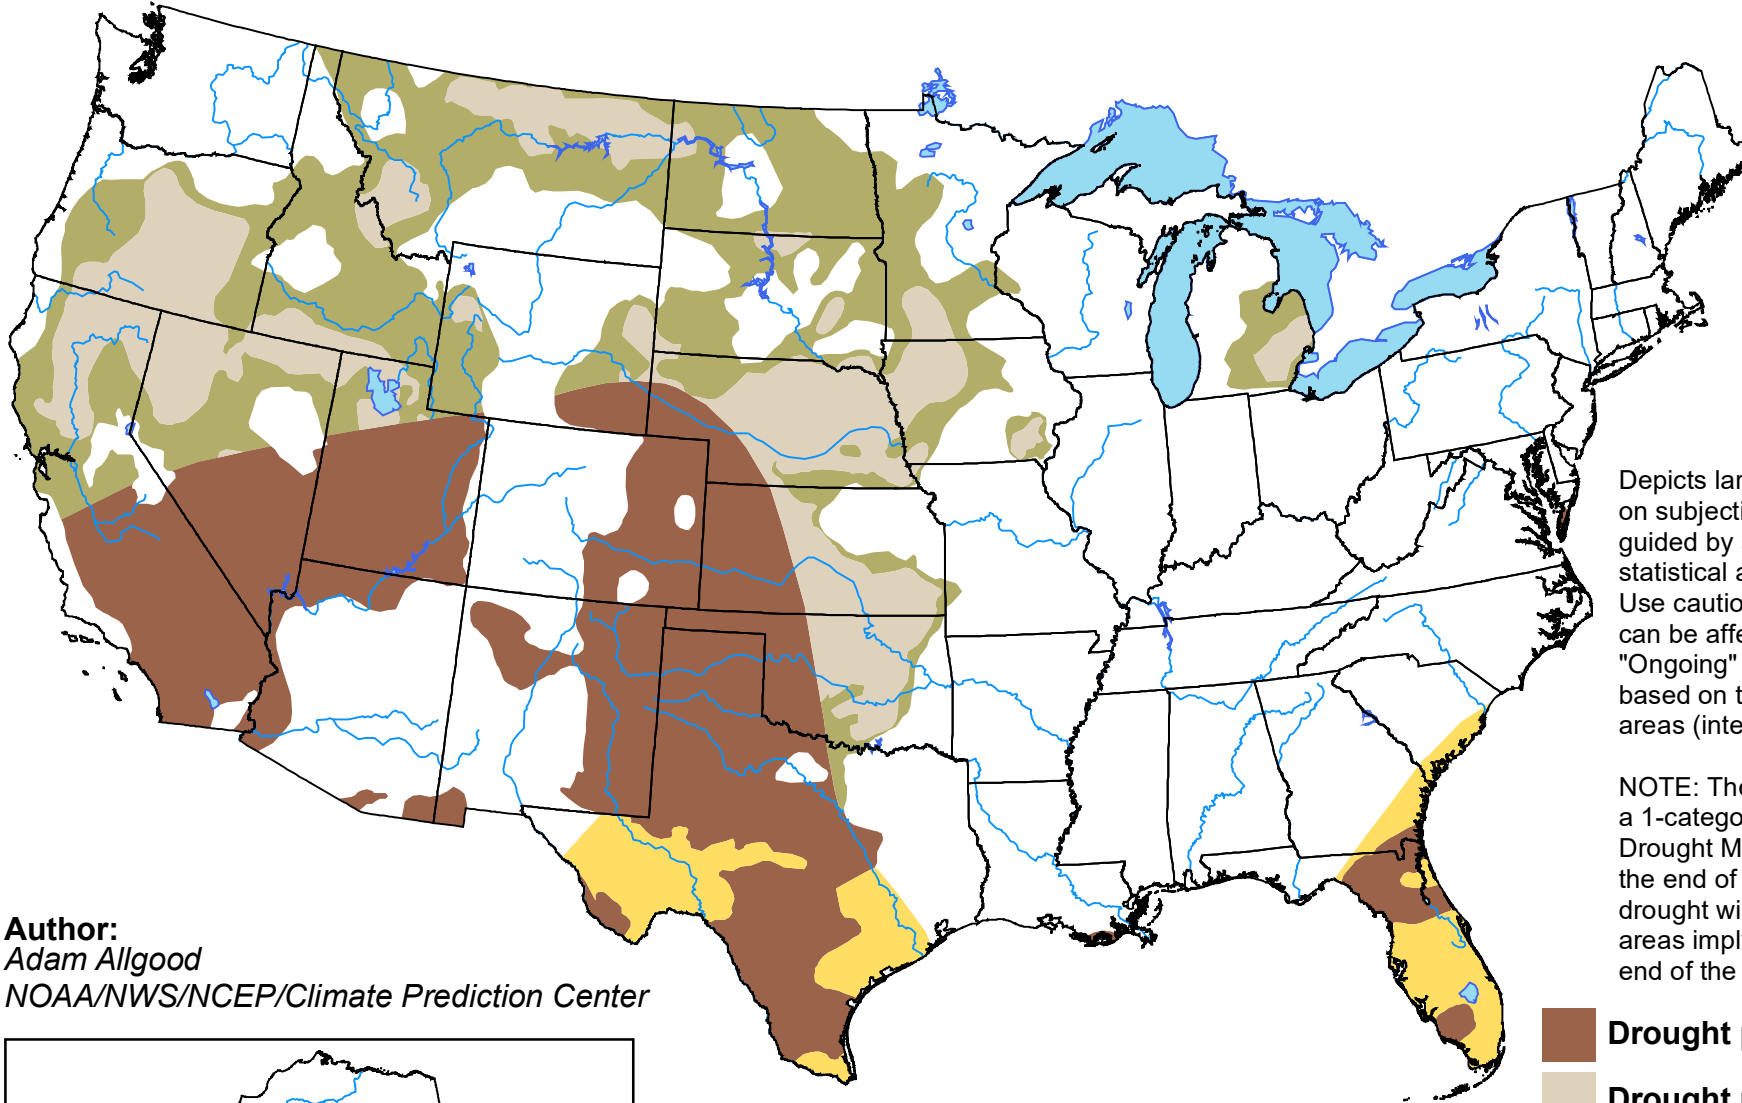 Depicts lar
on subjecti
guided by
statistical a
Use cautio
can be affe
"Ongoing"
based on t
areas (inte
NOTE: The
a 1-catego
Drought M
the end of
drought wi
areas imply
end of the
Author:
Adam Allgood
NOAA/NWS/NCEP/Climate Prediction Center
Drought
Drought